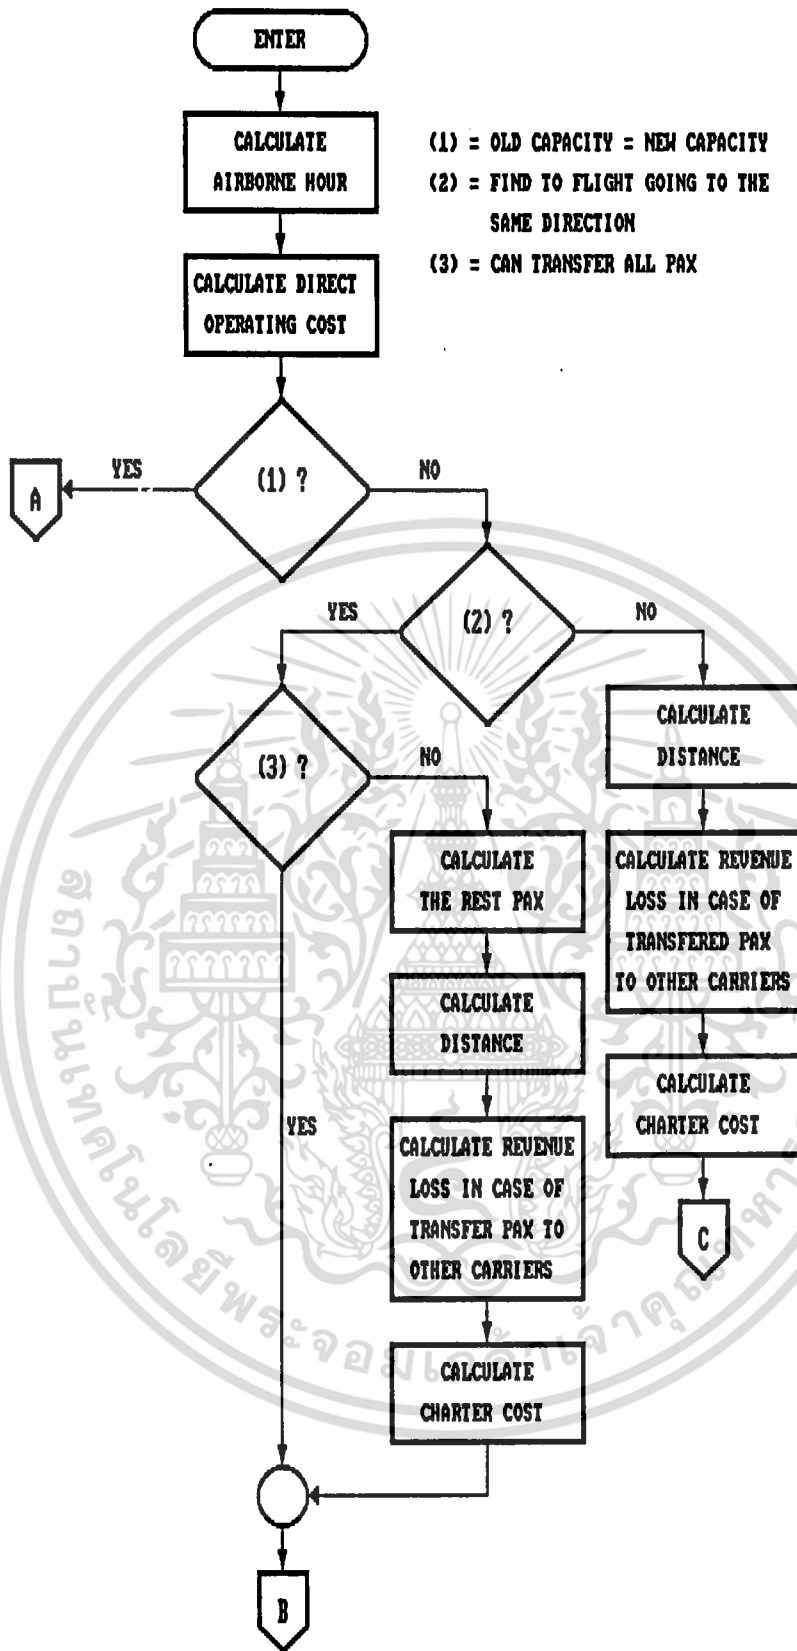 ENTER
CALCULATE
AIRBORNE HOUR
(1) = OLD CAPACITY = NEW CAPACITY
(2) = FIND TO FLIGHT GOING TO THE
SAME DIRECTION
(3) = CAN TRANSFER ALL PAX
CALCULATE DIRECT
OPERATING COST
(1) ?
YES
NO
A
(2) ?
YES
NO
(3) ?
NO
YES
CALCULATE
DISTANCE
CALCULATE REVENUE
LOSS IN CASE OF
TRANSFERED PAX
TO OTHER CARRIERS
CALCULATE
CHARTER COST
C
CALCULATE
THE REST PAX
CALCULATE
DISTANCE
CALCULATE REVENUE
LOSS IN CASE OF
TRANSFER PAX TO
OTHER CARRIERS
CALCULATE
CHARTER COST
B